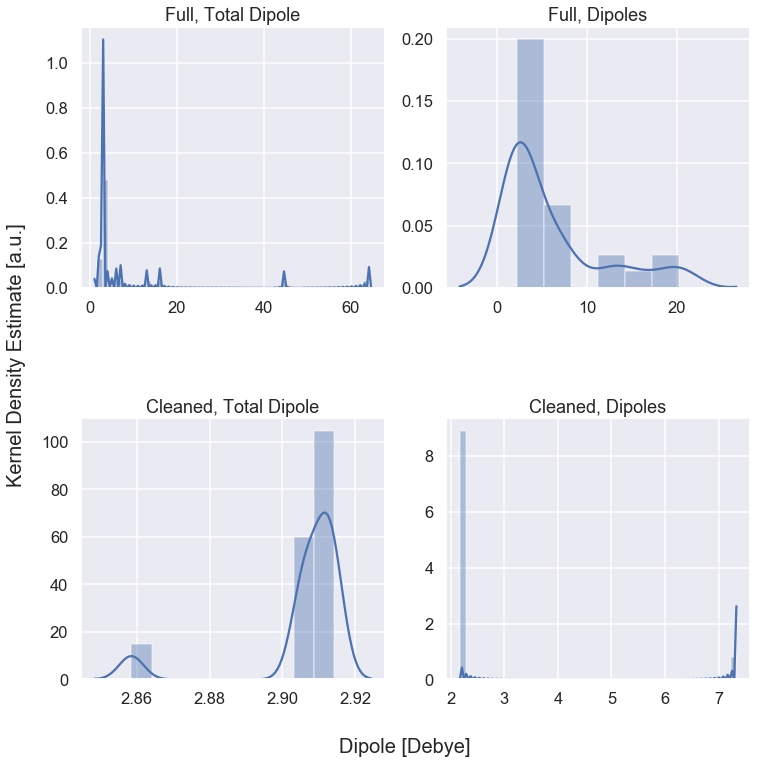 Full, Total Dipole
Full, Dipoles
1.0
0.8
0.6
0.4
0.2
0.0
0 20 40 60
0.20
0.15
0.10
0.05
0.00
0 10 20
Kernel Density Estimate [a.u.]
Cleaned, Total Dipole
Cleaned, Dipoles
100
80
60
40
20
0
2.86 2.88 2.90 2.92
8
6
4
2
0
2 3 4 5 6 7
Dipole [Debye]